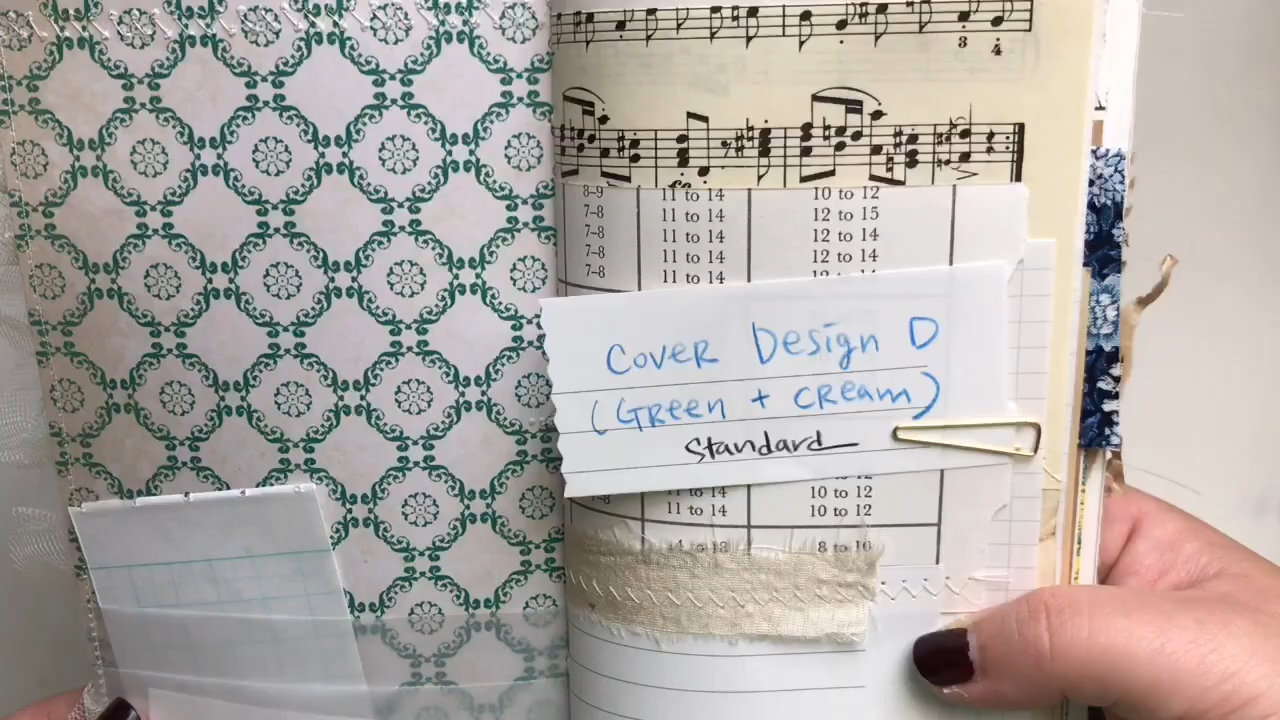 3 4
8-9 11 to 14 10 to 12
7-8 11 to 14 12 to 15
7-8 11 to 14 12 to 14
7-8 11 to 14 12 to 14
7-8 11 to 14
Cover Design D
(Green + cream)
Standard
11 to 14 10 to 12
11 to 14 10 to 12
8 to 10